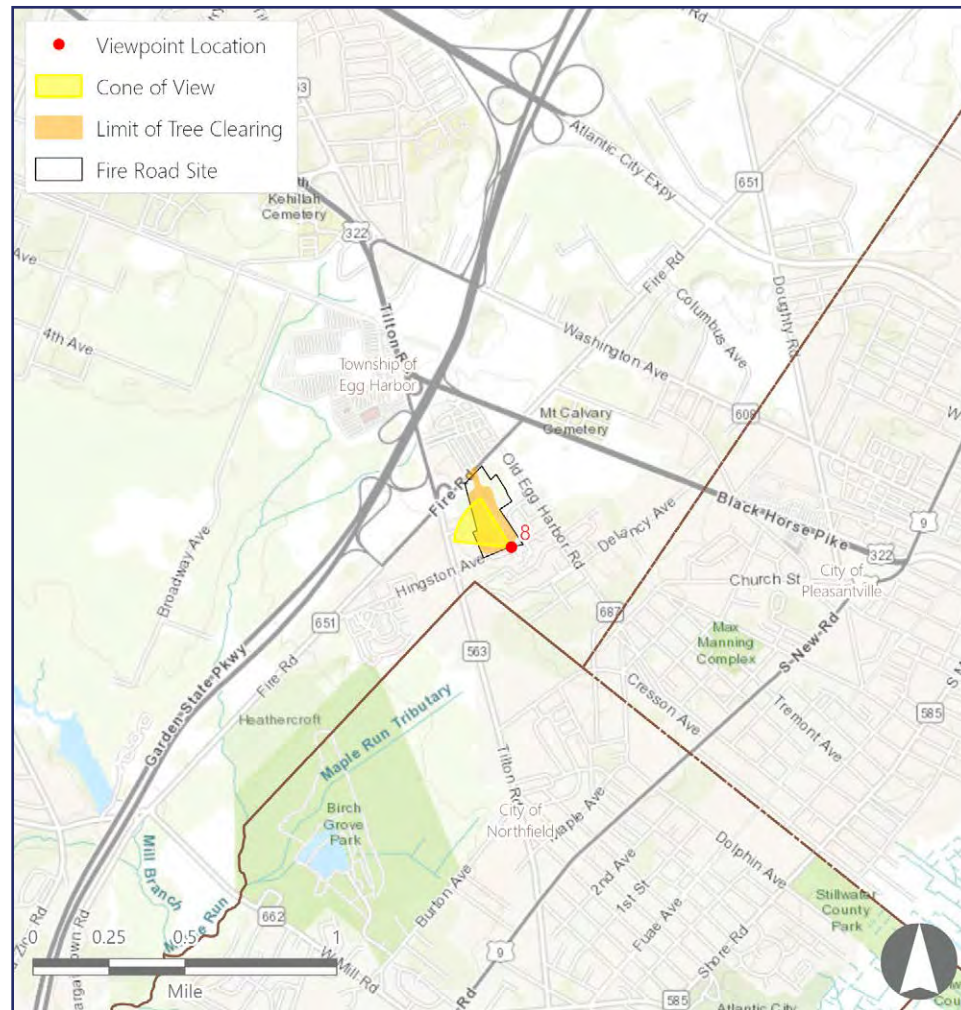 Viewpoint Location
Cone of View
Limit of Tree Clearing
Fire Road Site
Rd
63
Kehillah
Cemetery
322
Atlantic City Expy
651
Fire Rd
Doughty Rd
Columbus Ave
Ave
4th Ave
Tilton Rd
Township of
Egg Harbor
Washington Ave
608
Mt Calvary
Cemetery
Old Egg Harbor Rd
Fire Rd
Black Horse Pike
9
322
8
Delancy Ave
Hingston Ave
Church St
City of
Pleasantville
Broadway Ave
651
687
Max
Manning
Complex
S New Rd
563
Garden State Pkwy
Fire Rd
Heathercroft
Maple Run Tributary
Cresson Ave
Tremont Ave
585
S M
Birch
Grove
Park
Tilton Rd
City of
Northfield
Maple Ave
Mill Branch
Maple Run
Burton Ave
2nd Ave
1st St
Dolphin Ave
Stillwater
County
Park
662
W Mill Rd
9
Rd
Shore Rd
585
Atlantic City
0
0.25
0.5
1
Mile